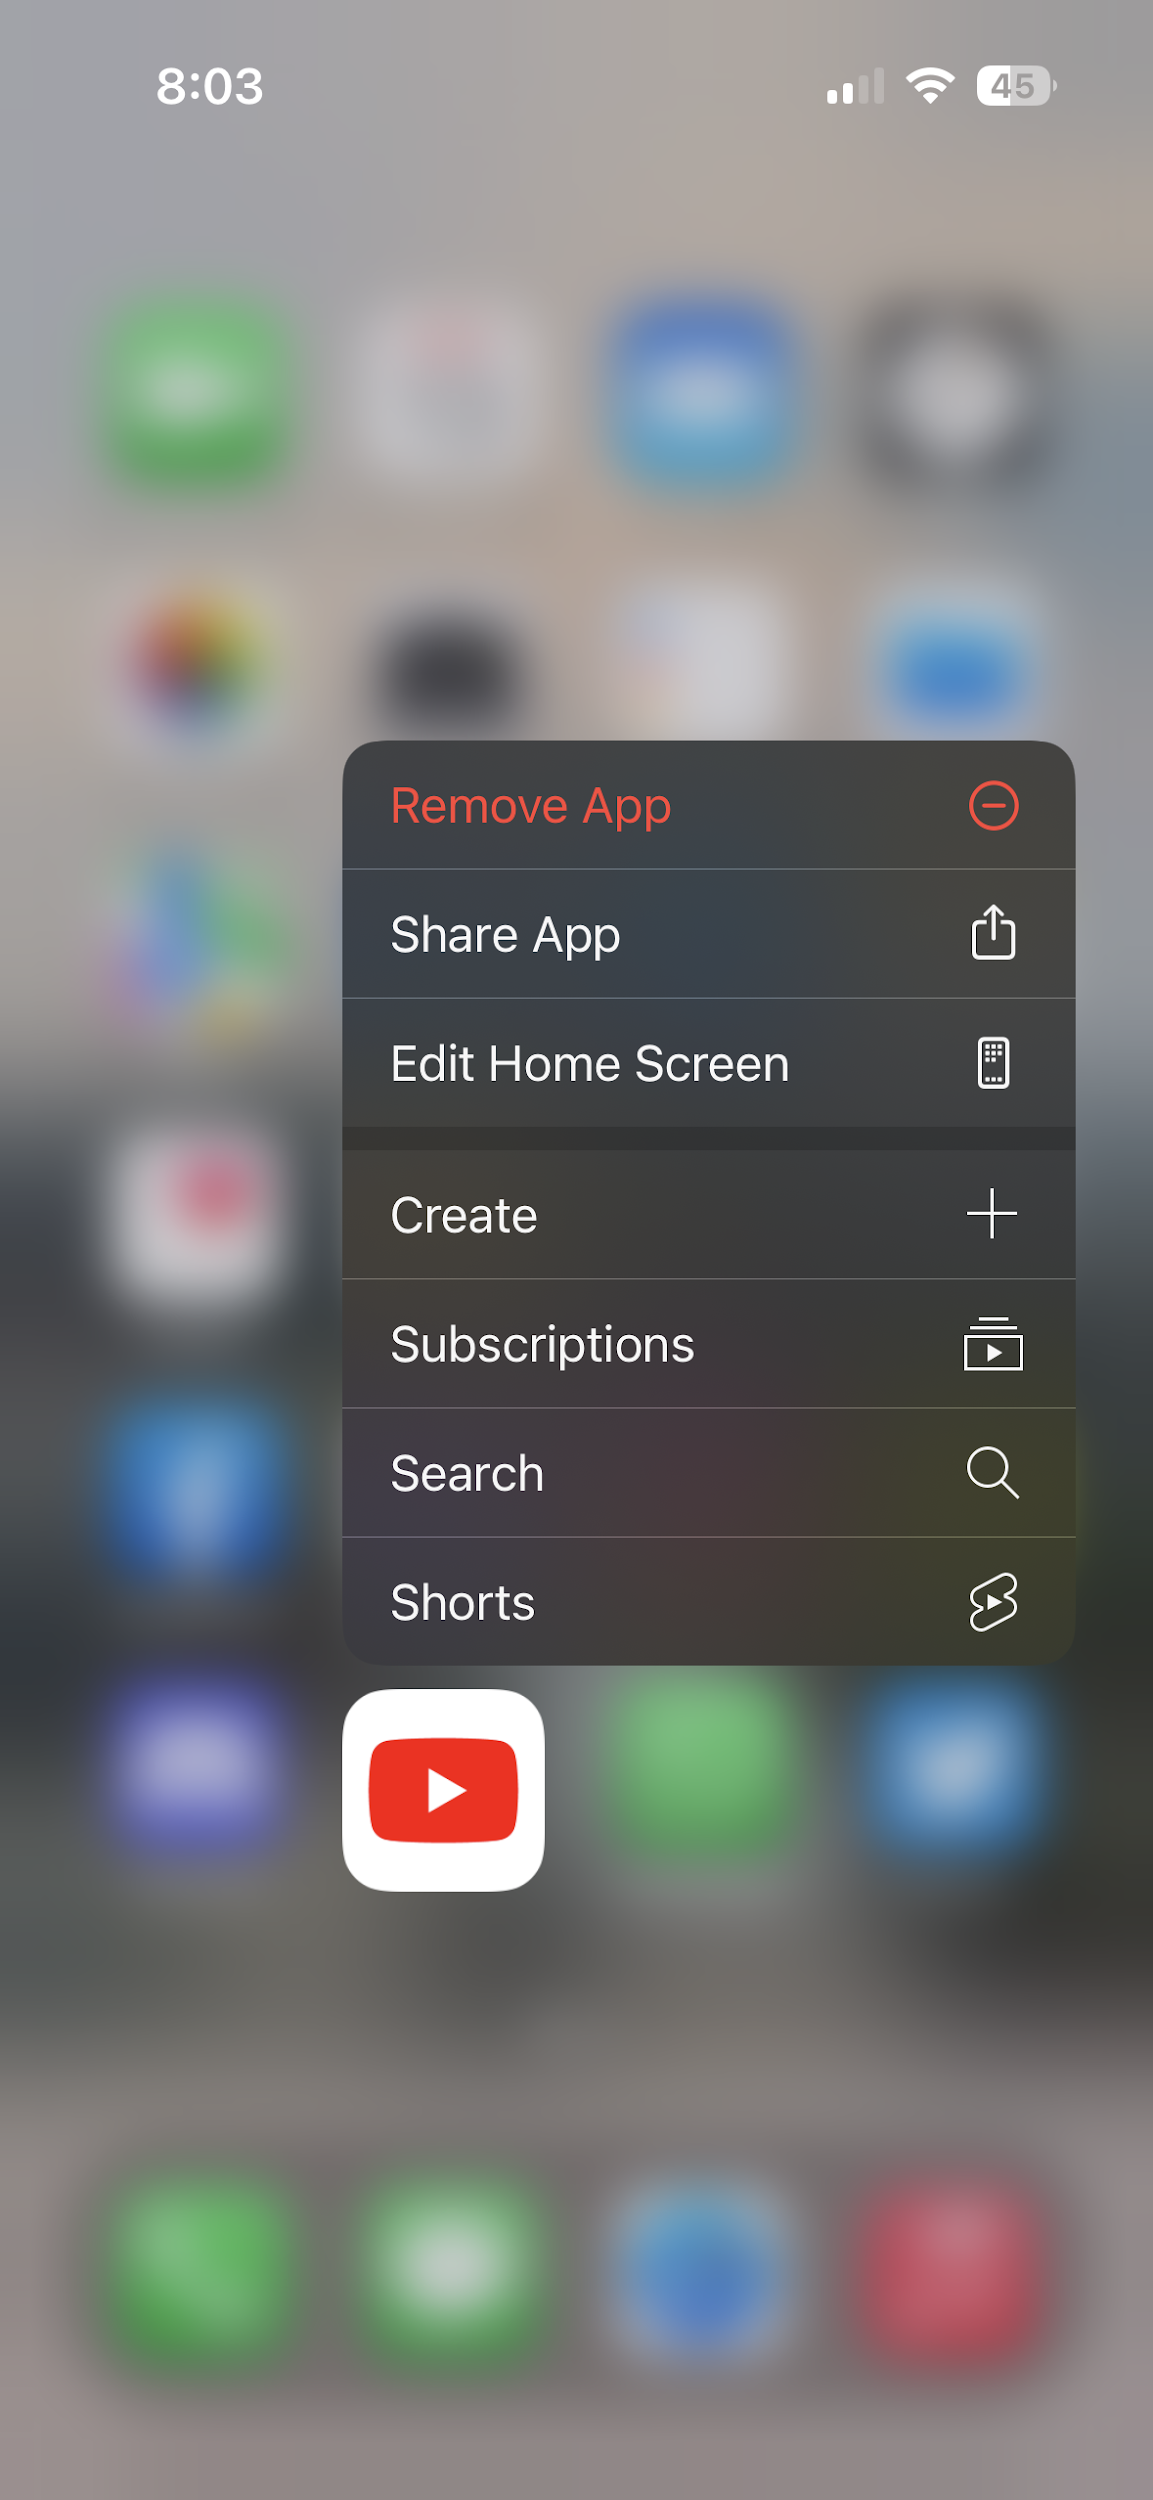 8:03
45
Remove App
Share App
Edit Home Screen
Create
Subscriptions
Search
Shorts